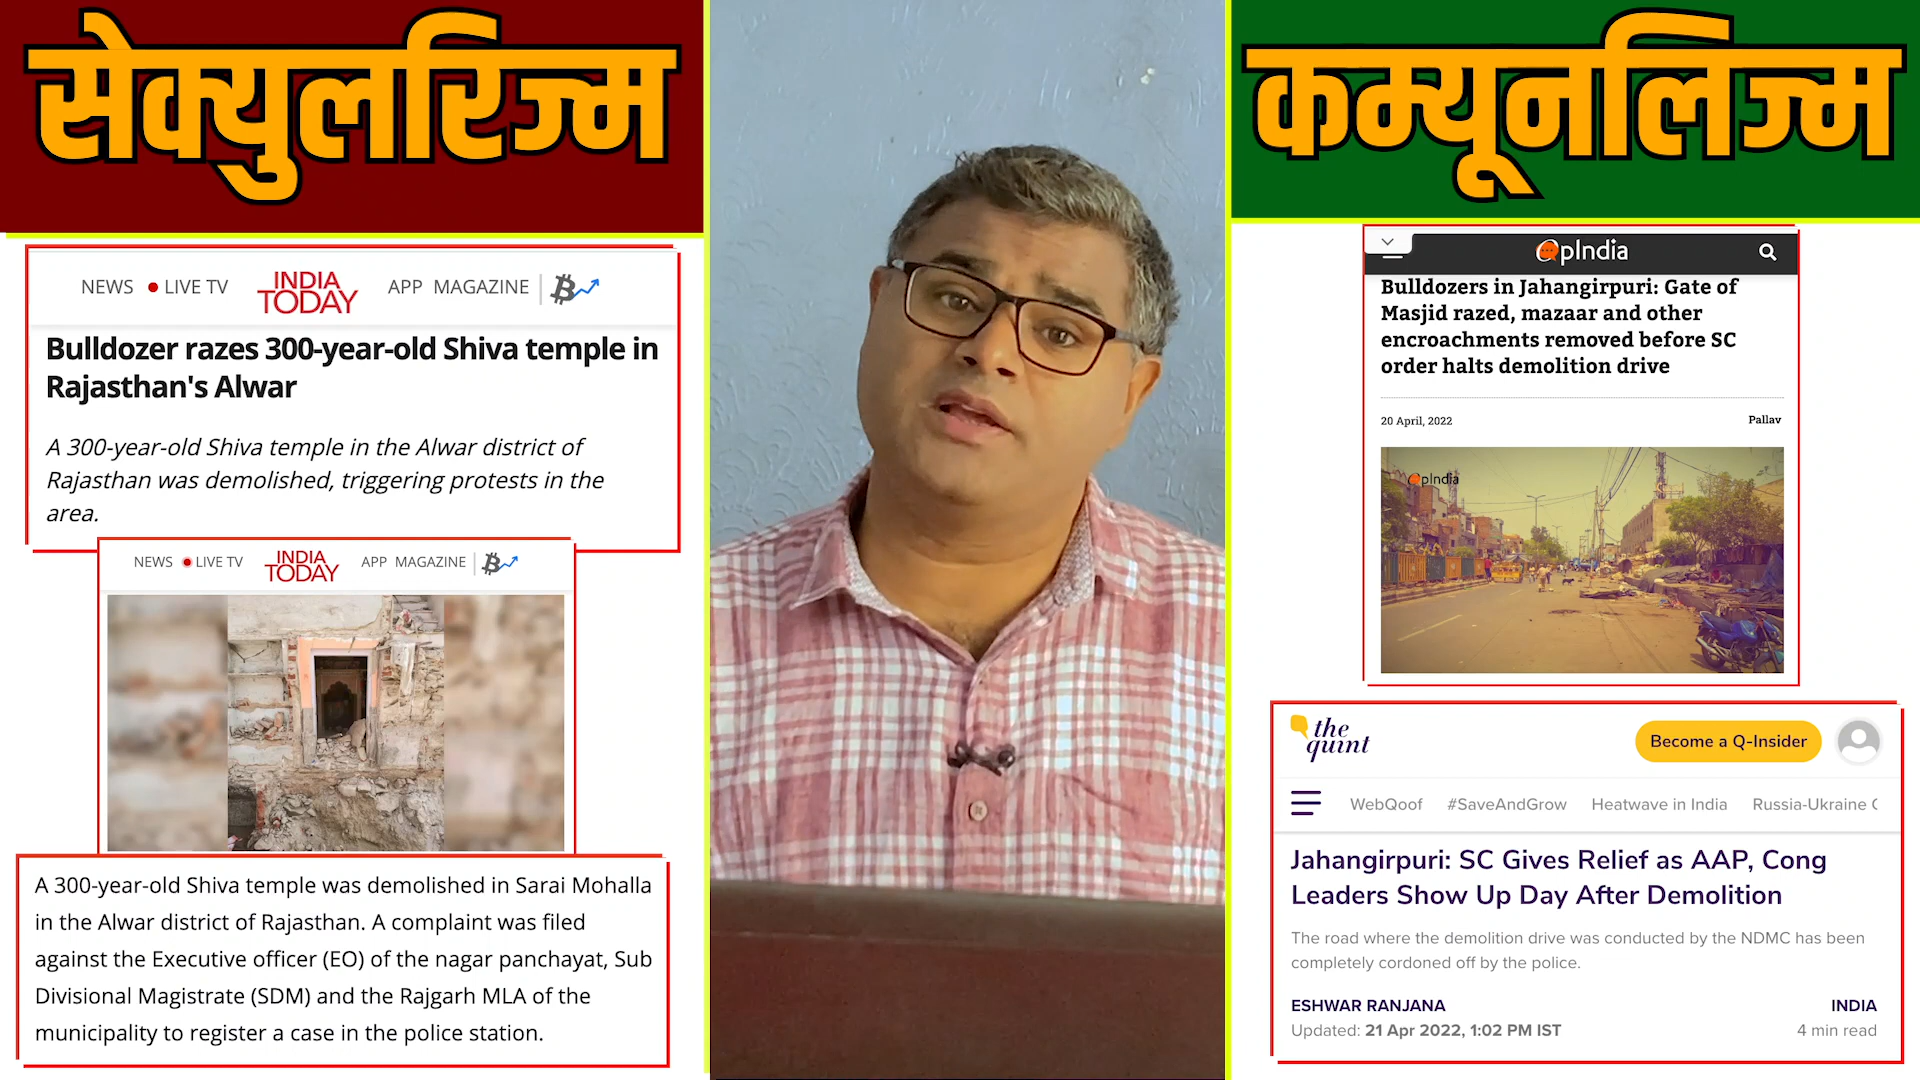 सेक्युलरिज्म
NEWS LIVE TV INDIA TODAY APP MAGAZINE
Bulldozer razes 300-year-old Shiva temple in
Rajasthan's Alwar
A 300-year-old Shiva temple in the Alwar district of
Rajasthan was demolished, triggering protests in the
area.
NEWS LIVE TV INDIA TODAY APP MAGAZINE
A 300-year-old Shiva temple was demolished in Sarai Mohalla
in the Alwar district of Rajasthan. A complaint was filed
against the Executive officer (EO) of the nagar panchayat, Sub
Divisional Magistrate (SDM) and the Rajgarh MLA of the
municipality to register a case in the police station.
कम्यूनलिज्म
OpIndia
Bulldozers in Jahangirpuri: Gate of
Masjid razed, mazaar and other
encroachments removed before SC
order halts demolition drive
20 April, 2022 Pallav
OpIndia
the quint
Become a Q-Insider
WebQoof #SaveAndGrow Heatwave in India Russia-Ukraine
Jahangirpuri: SC Gives Relief as AAP, Cong
Leaders Show Up Day After Demolition
The road where the demolition drive was conducted by the NDMC has been
completely cordoned off by the police.
ESHWAR RANJANA INDIA
Updated: 21 Apr 2022, 1:02 PM IST 4 min read